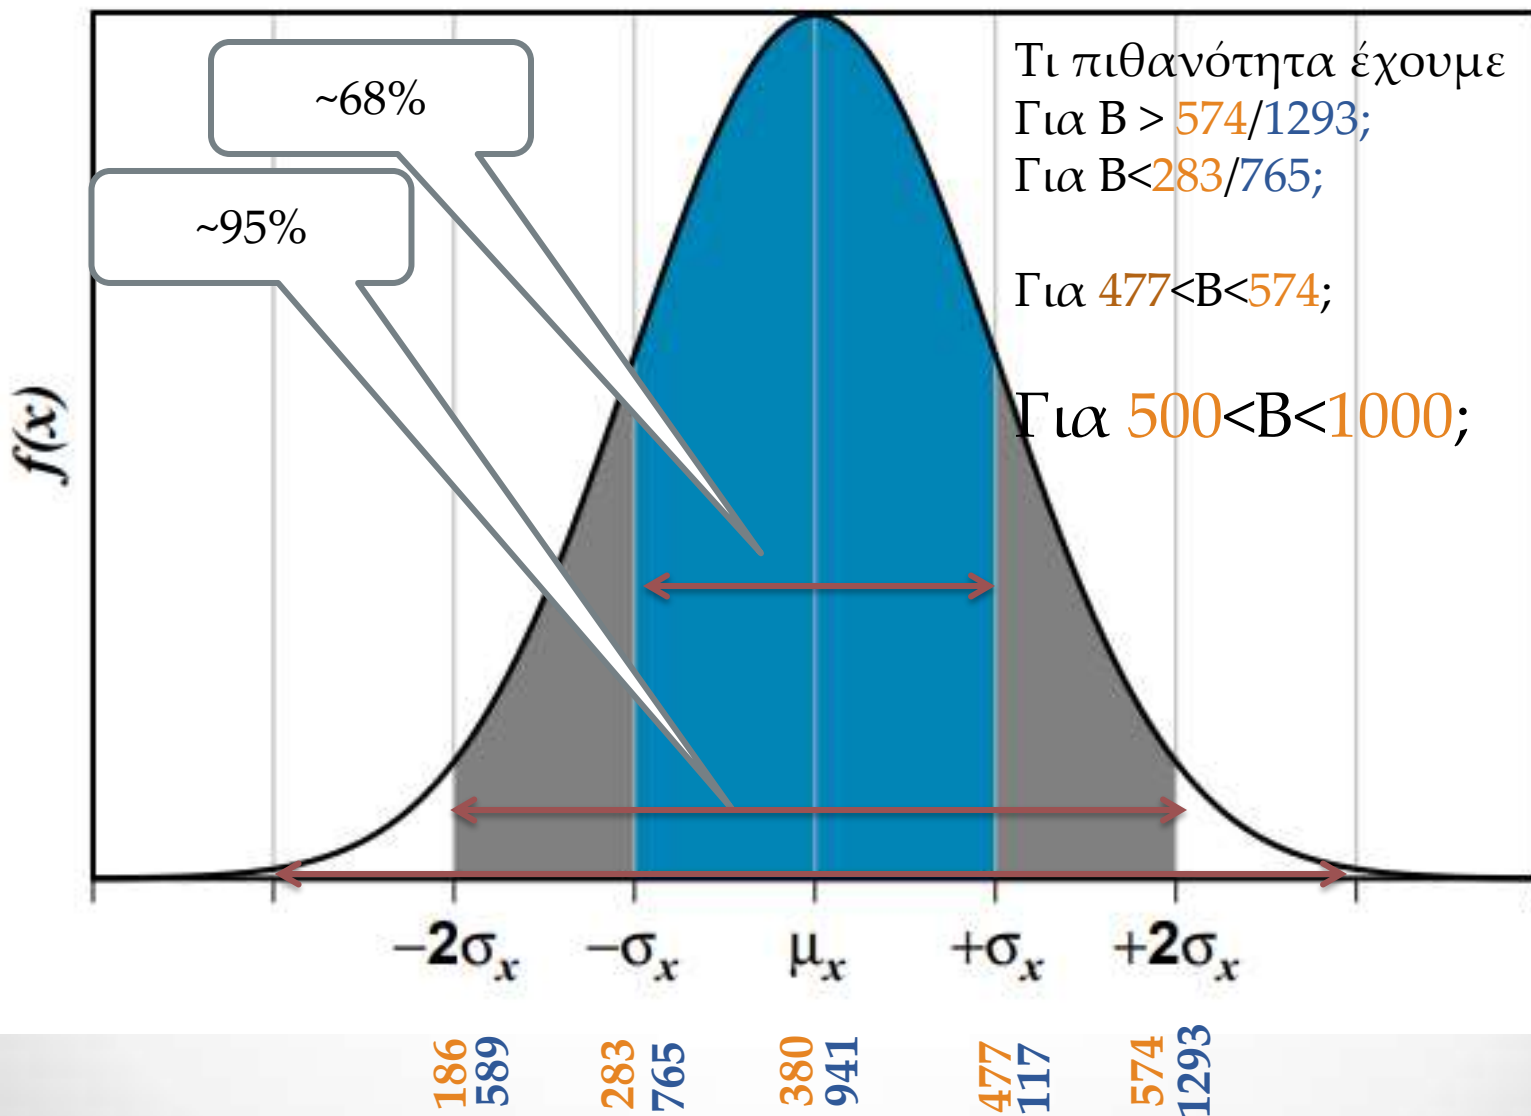 ~68%
~95%
Τι πιθανότητα έχουμε
Για Β > 574/1293;
Για Β<283/765;
Για 477<Β<574;
Για 500<Β<1000;
f(x)
−2σx −σx μx +σx +2σx
186 283 380 477 574
589 765 941 117 1293